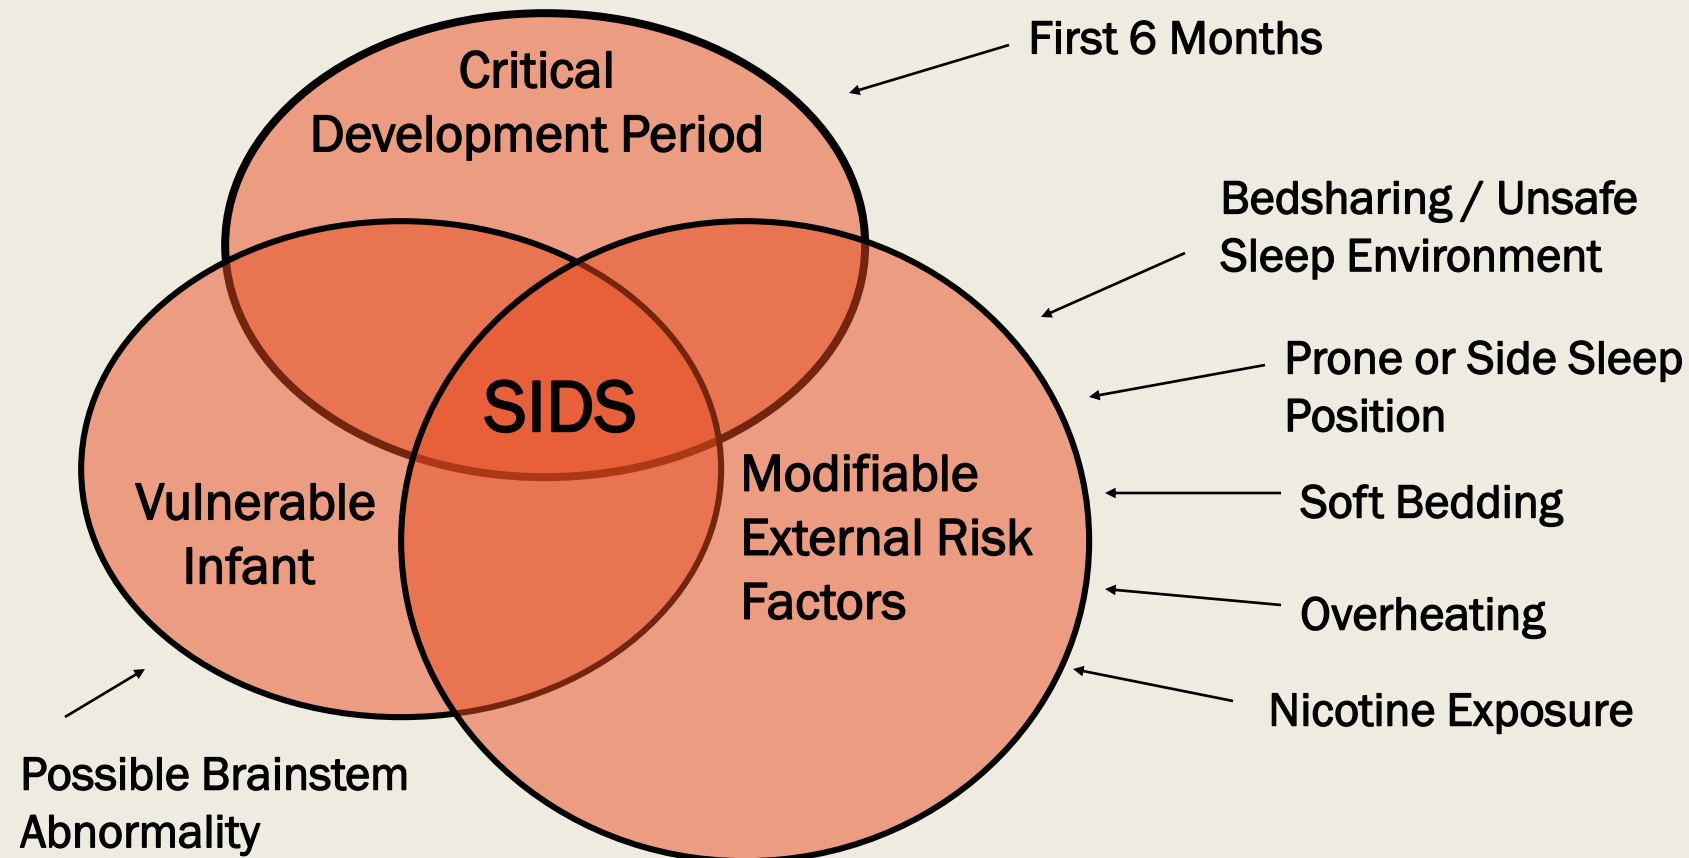 Critical
Development Period
First 6 Months
Bedsharing / Unsafe
Sleep Environment
Prone or Side Sleep
Position
SIDS
Modifiable
External Risk
Factors
Vulnerable
Infant
Soft Bedding
Overheating
Nicotine Exposure
Possible Brainstem
Abnormality